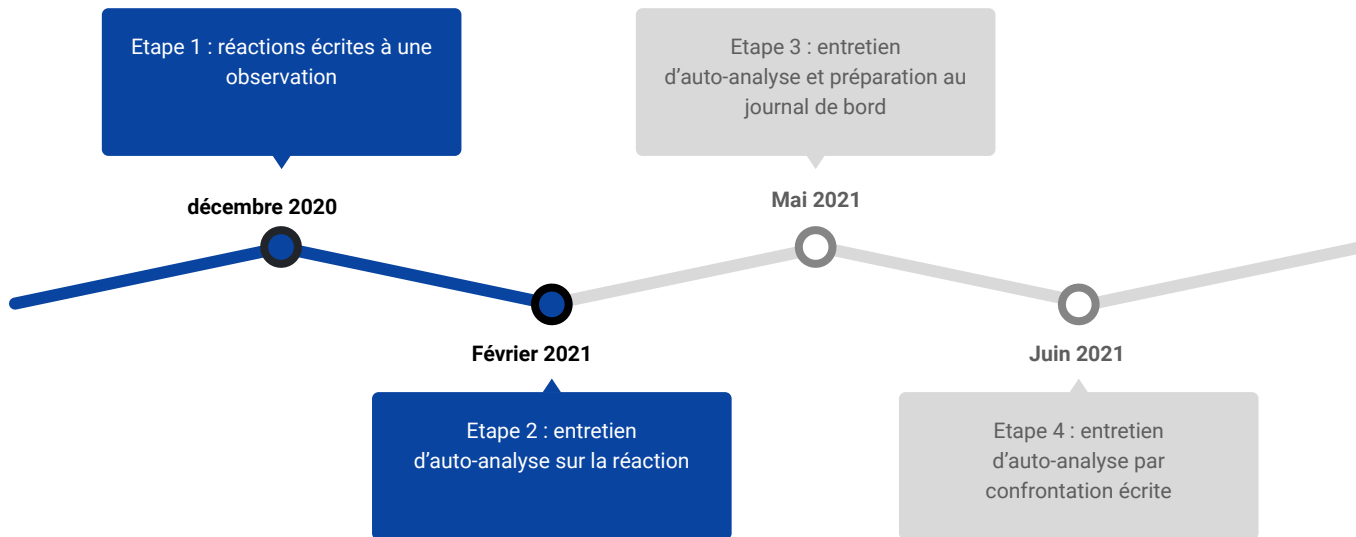 Etape 1 : réactions écrites à une
observation
décembre 2020
Février 2021
Etape 2 : entretien
d’auto-analyse sur la réaction
Etape 3 : entretien
d’auto-analyse et préparation au
journal de bord
Mai 2021
Juin 2021
Etape 4 : entretien
d’auto-analyse par
confrontation écrite